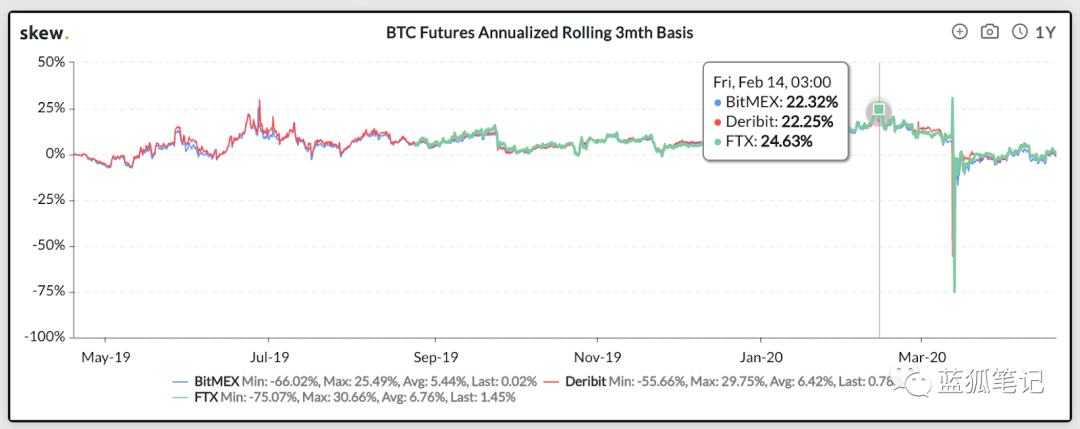 skew.
BTC Futures Annualized Rolling 3mth Basis
1Y
50%
25%
0%
-25%
-50%
-75%
-100%
Fri, Feb 14, 03:00
BitMEX: 22.32%
Deribit: 22.25%
FTX: 24.63%
May-19 Jul-19 Sep-19 Nov-19 Jan-20 Mar-20
BitMEX Min: -66.02%, Max: 25.49%, Avg: 5.44%, Last: 0.02% Deribit Min: -55.66%, Max: 29.75%, Avg: 6.42%, Last: 0.78
FTX Min: -75.07%, Max: 30.66%, Avg: 6.76%, Last: 1.45%
蓝狐笔记